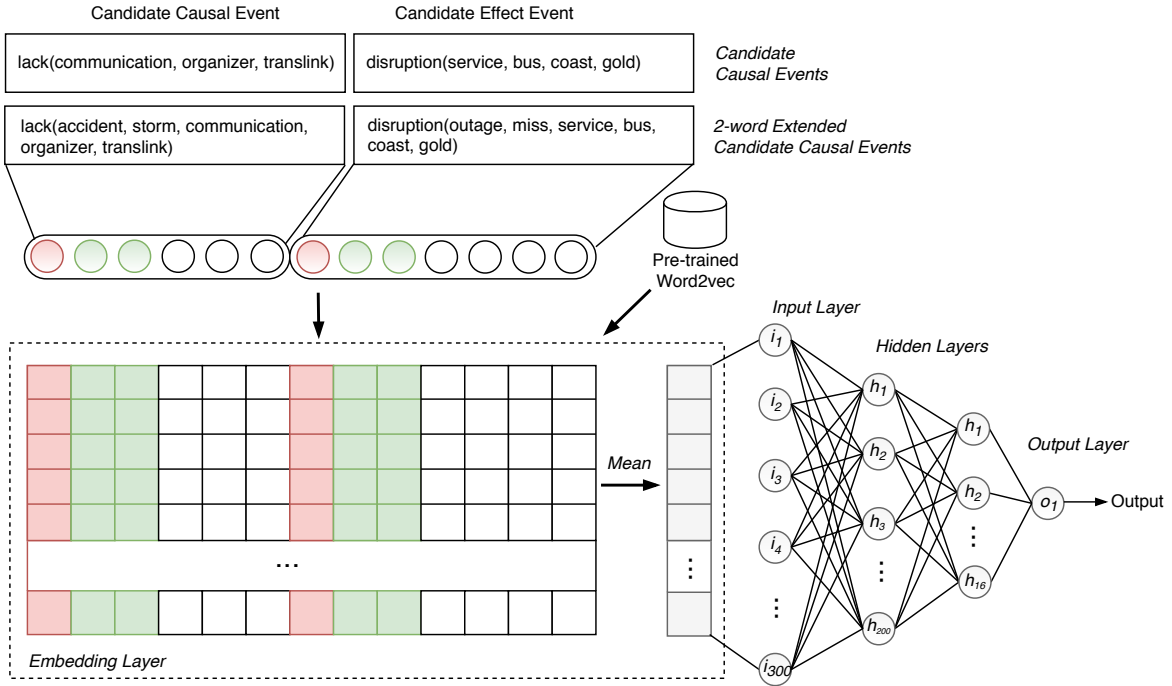 Candidate Causal Event
Candidate Effect Event
lack(communication, organizer, translink)
disruption(service, bus, coast, gold)
Candidate
Causal Events
lack(accident, storm, communication,
organizer, translink)
disruption(outage, miss, service, bus,
coast, gold)
2-word Extended
Candidate Causal Events
Pre-trained
Word2vec
Input Layer
Hidden Layers
Output Layer
i1
i2
i3
i4
⋮
i300
h1
h2
h3
⋮
h200
h1
h2
⋮
h16
o1
Output
Mean
...
⋮
Embedding Layer